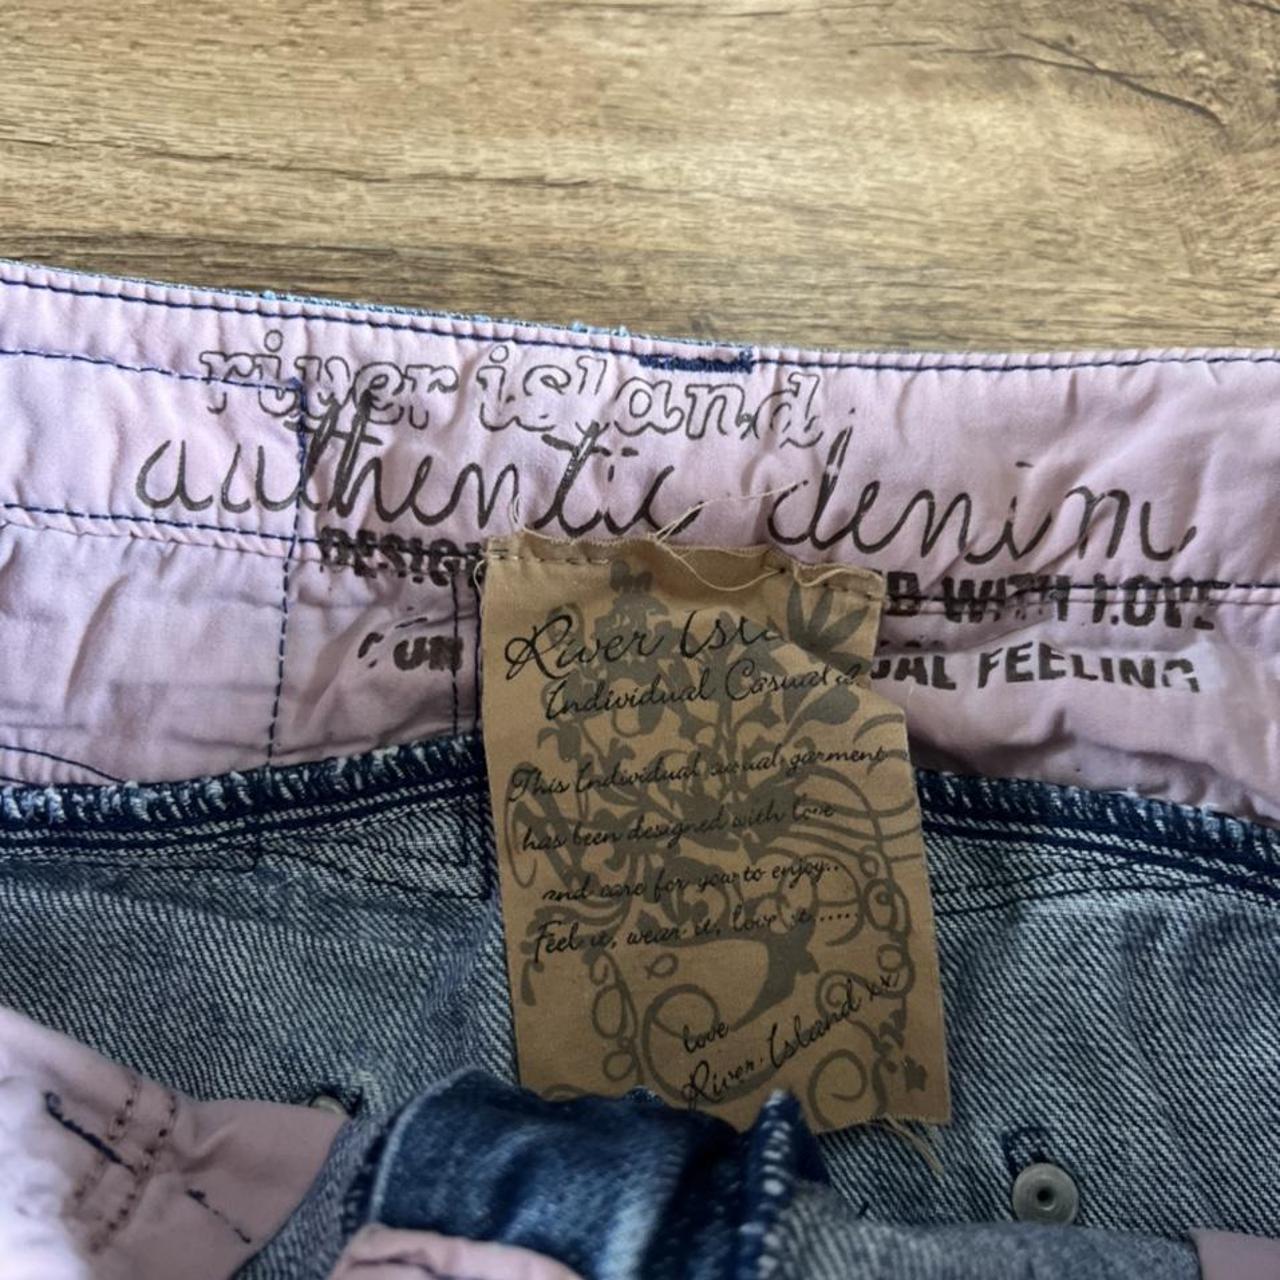 river island
authentic denim
DESIGN D WITH LOVE
UAL FEELING
River Isl
Individual Casual
This Individual casual garment
has been designed with love
and care for you to enjoy..
Feel it, wear it, love it.....
love
River Island xx